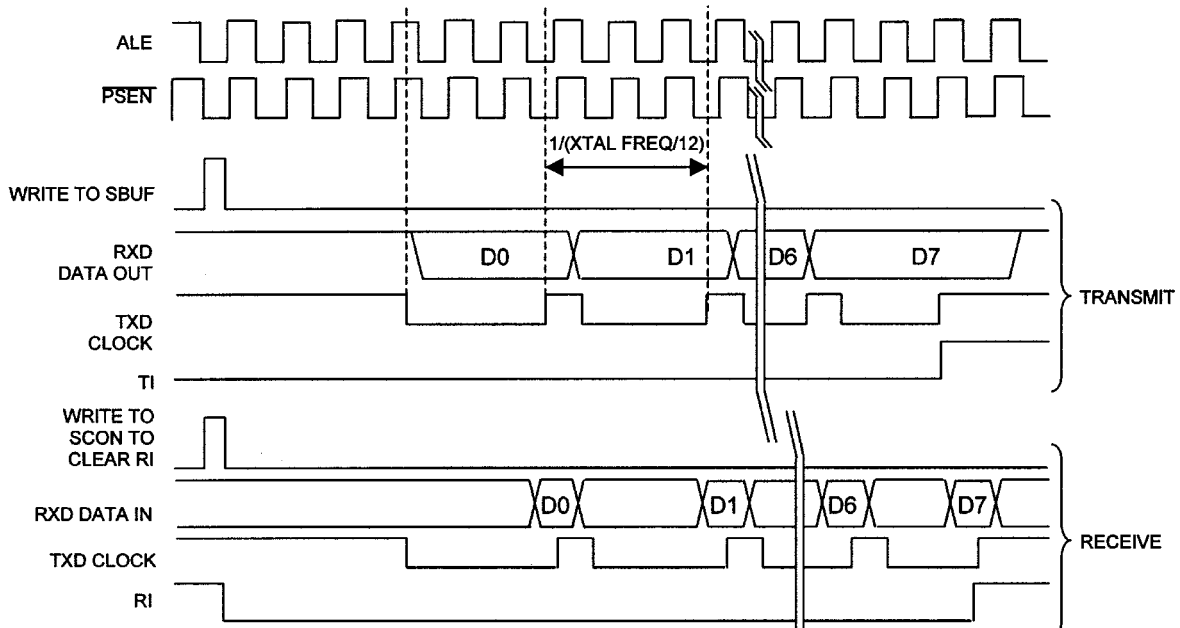 ALE
PSEN
1/(XTAL FREQ/12)
WRITE TO SBUF
RXD
DATA OUT
D0
D1
D6
D7
TXD
CLOCK
TI
TRANSMIT
WRITE TO
SCON TO
CLEAR RI
RXD DATA IN
D0
D1
D6
D7
TXD CLOCK
RI
RECEIVE